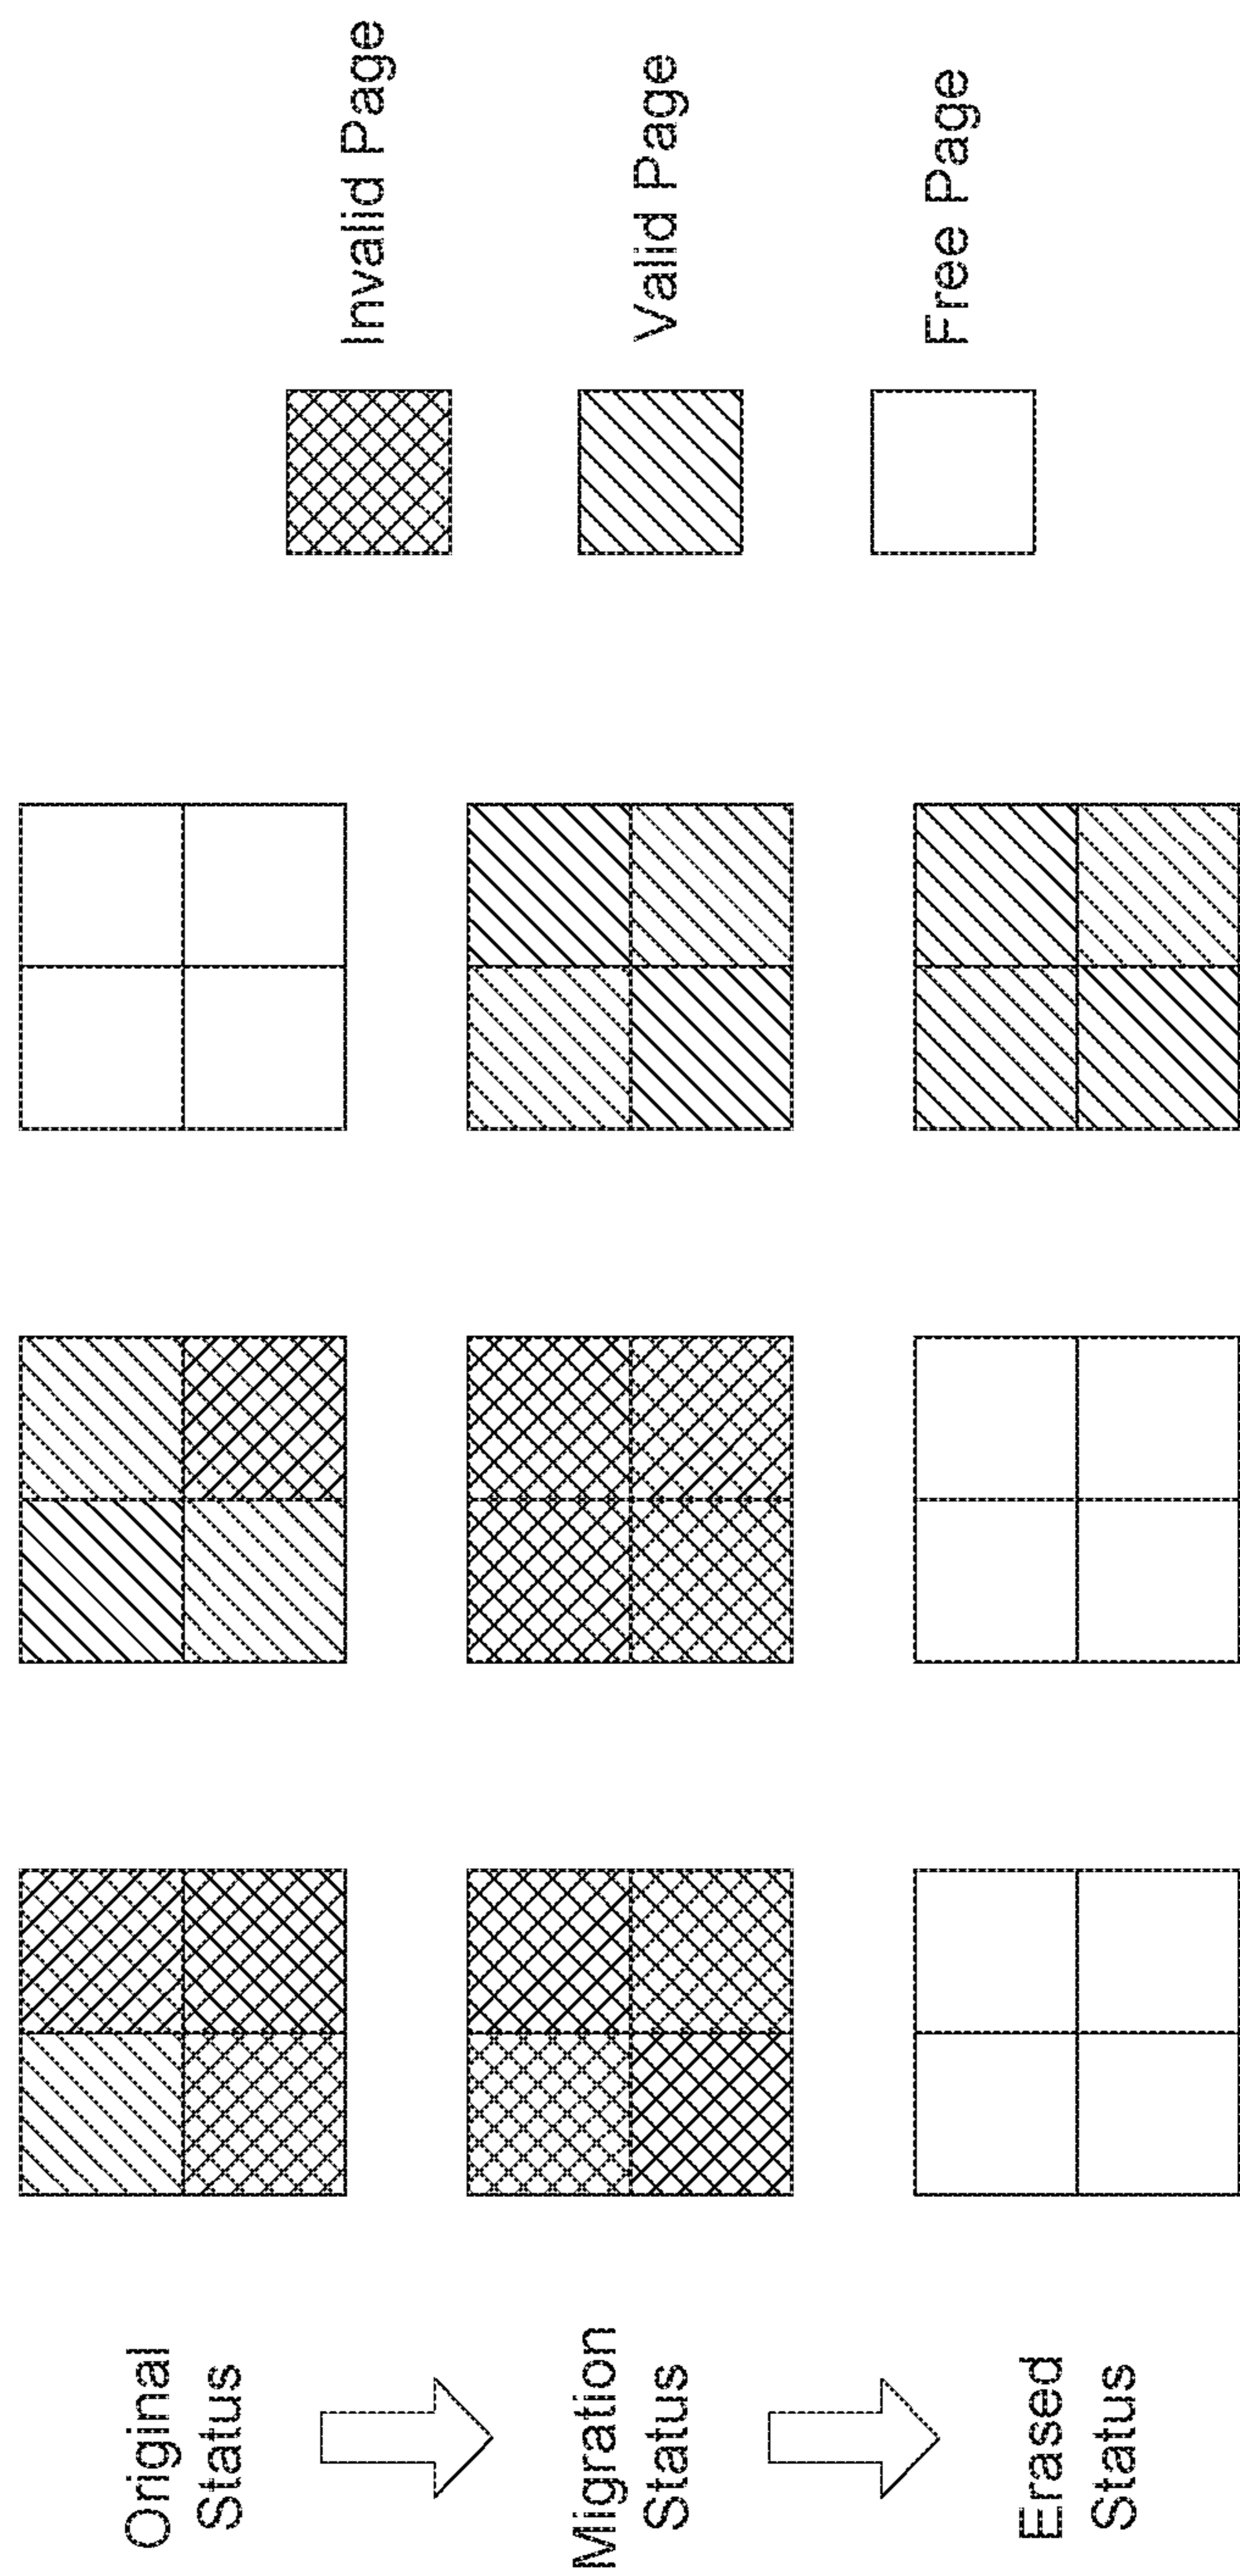 Original
Status
Migration
Status
Erased
Status
Invalid Page
Valid Page
Free Page